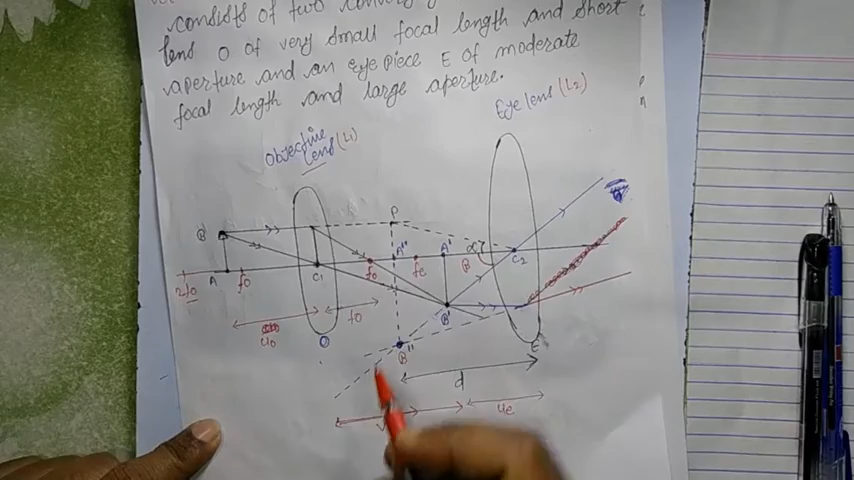 consists of two
lens O of very small focal length and short
aperture and an eye piece E of moderate
focal length and large aperture.
Objective Lens (L1)
Eye lens (L2)
B
P
A
2fo
fo
C1
fo
A''
fe
A'
β
α
C2
B'
B''
O
E
uo
fo
d
ue